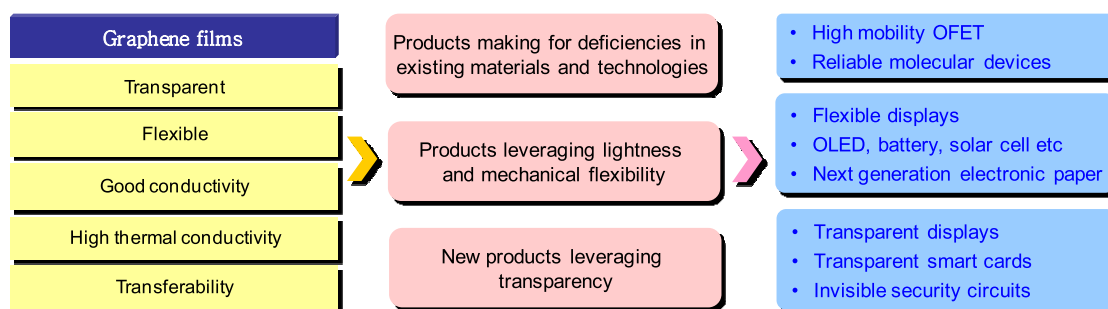 Graphene films
Transparent
Flexible
Good conductivity
High thermal conductivity
Transferability
Products making for deficiencies in
existing materials and technologies
Products leveraging lightness
and mechanical flexibility
New products leveraging
transparency
• High mobility OFET
• Reliable molecular devices
• Flexible displays
• OLED, battery, solar cell etc
• Next generation electronic paper
• Transparent displays
• Transparent smart cards
• Invisible security circuits